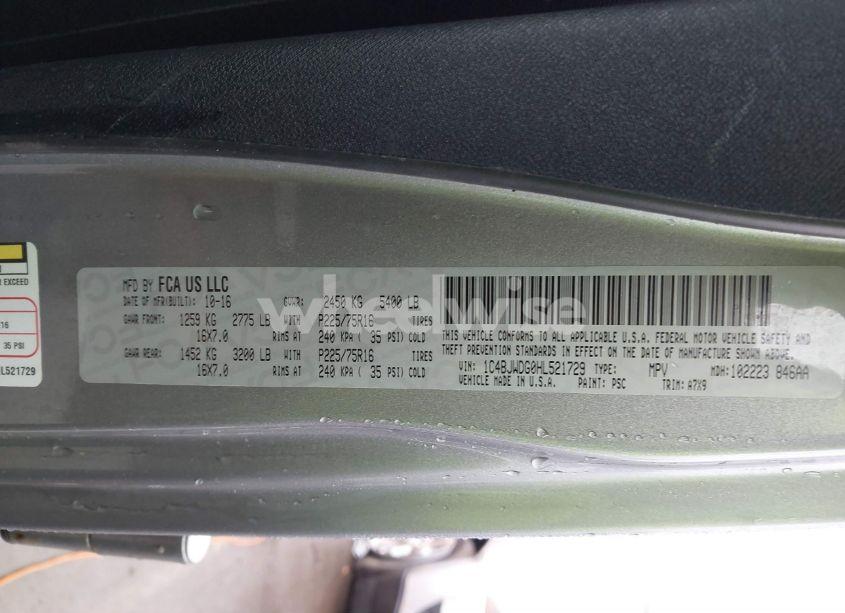 EXCEED
16
35 PSI
HL521729
MFD BY FCA US LLC
DATE OF MFR(BUILT): 10-16 GVWR: 2450 KG 5400 LB
GAWR FRONT: 1259 KG 2775 LB WITH P225/75R16 TIRES
16X7.0 RIMS AT 240 KPA ( 35 PSI) COLD
GAWR REAR: 1452 KG 3200 LB WITH P225/75R16 TIRES
16X7.0 RIMS AT 240 KPA ( 35 PSI) COLD
THIS VEHICLE CONFORMS TO ALL APPLICABLE U.S.A. FEDERAL MOTOR VEHICLE SAFETY AND
THEFT PREVENTION STANDARDS IN EFFECT ON THE DATE OF MANUFACTURE SHOWN ABOVE.
VIN: 1C4BJWDG0HL521729 TYPE: MPV MDH: 102223 846AA
VEHICLE MADE IN U.S.A. PAINT: PSC TRIM: A7X9